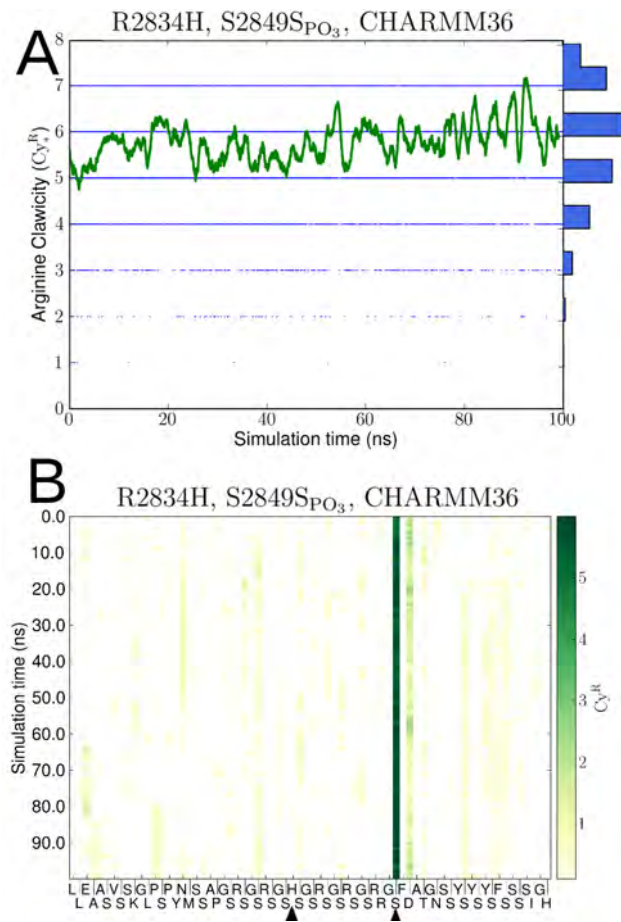 R2834H, S2849S_PO3, CHARMM36
A
8
7
6
5
4
3
2
1
0
Arginine Clawicity (Cy₊ᴿ)
0 20 40 60 80 100 0
Simulation time (ns)
B
R2834H, S2849S_PO3, CHARMM36
0.0
10.0
20.0
30.0
40.0
50.0
60.0
70.0
80.0
90.0
Simulation time (ns)
5
4
3
2
1
Cyᴿ
L E A V S G P P N S A G R G R G H G R G R G R G F A G S Y Y Y F S S G
L A S S K L S Y M S P S S S S S S S S S S S R S D T N S S S S S S I H